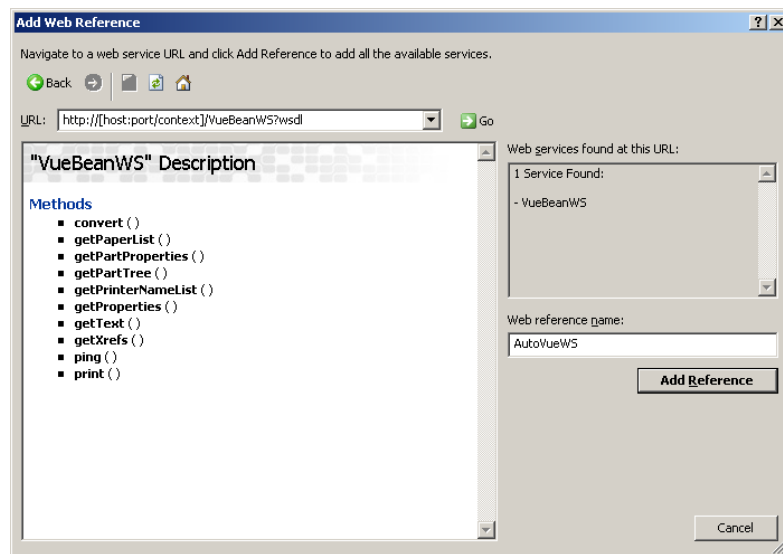 Add Web Reference
Navigate to a web service URL and click Add Reference to add all the available services.
Back
URL: http://[host:port/context]/VueBeanWS?wsdl Go
"VueBeanWS" Description
Methods
convert ( )
getPaperList ( )
getPartProperties ( )
getPartTree ( )
getPrinterNameList ( )
getProperties ( )
getText ( )
getXrefs ( )
ping ( )
print ( )
Web services found at this URL:
1 Service Found:
- VueBeanWS
Web reference name:
AutoVueWS
Add Reference
Cancel